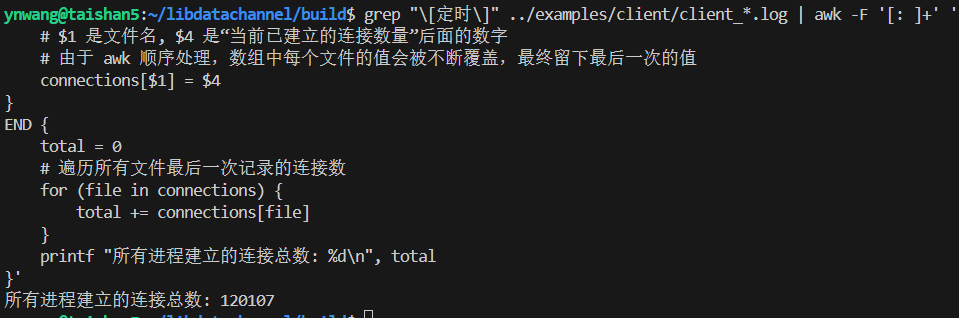 ynwang@taishan5:~/libdatachannel/build$ grep "\[定时\]" ../examples/client/client_*.log | awk -F '[: ]+' '
    # $1 是文件名, $4 是“当前已建立的连接数量”后面的数字
    # 由于 awk 顺序处理，数组中每个文件的值会被不断覆盖，最终留下最后一次的值
    connections[$1] = $4
}
END {
    total = 0
    # 遍历所有文件最后一次记录的连接数
    for (file in connections) {
        total += connections[file]
    }
    printf "所有进程建立的连接总数: %d\n", total
}'
所有进程建立的连接总数: 120107